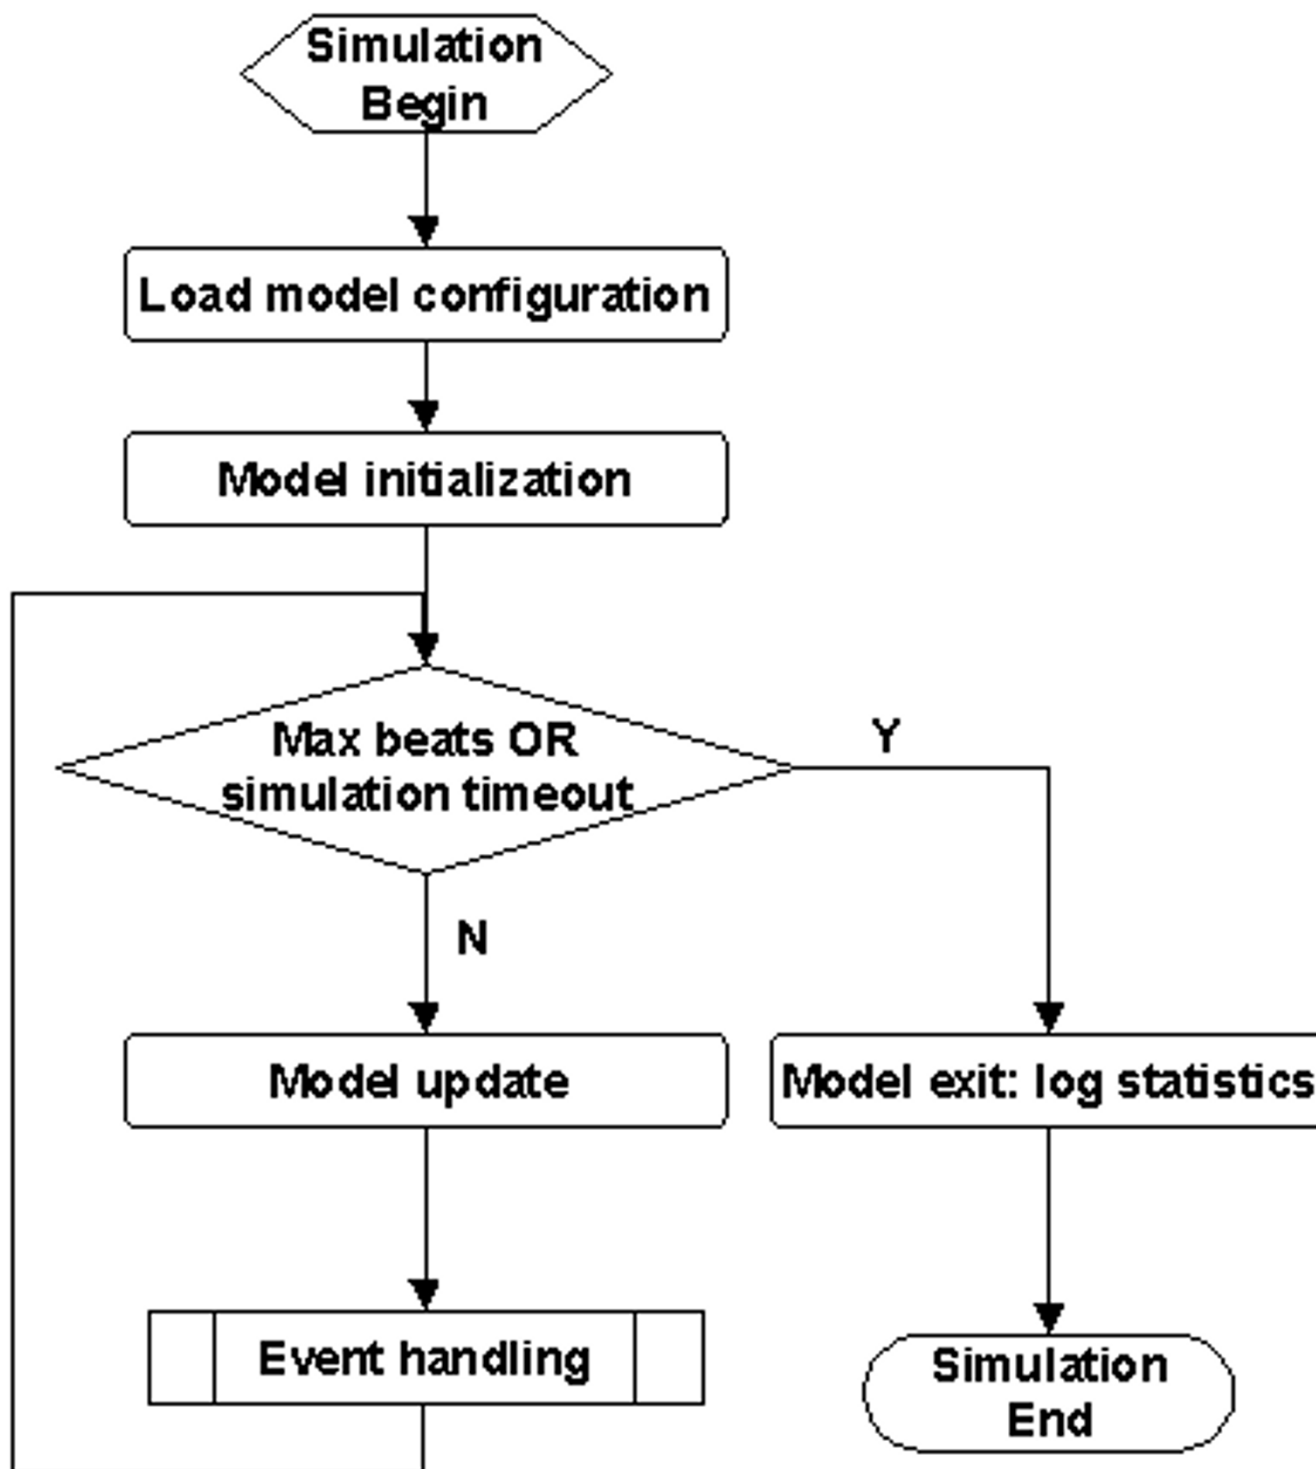 Simulation
Begin
Load model configuration
Model initialization
Max beats OR
simulation timeout
Y
N
Model update
Model exit: log statistics
Event handling
Simulation
End